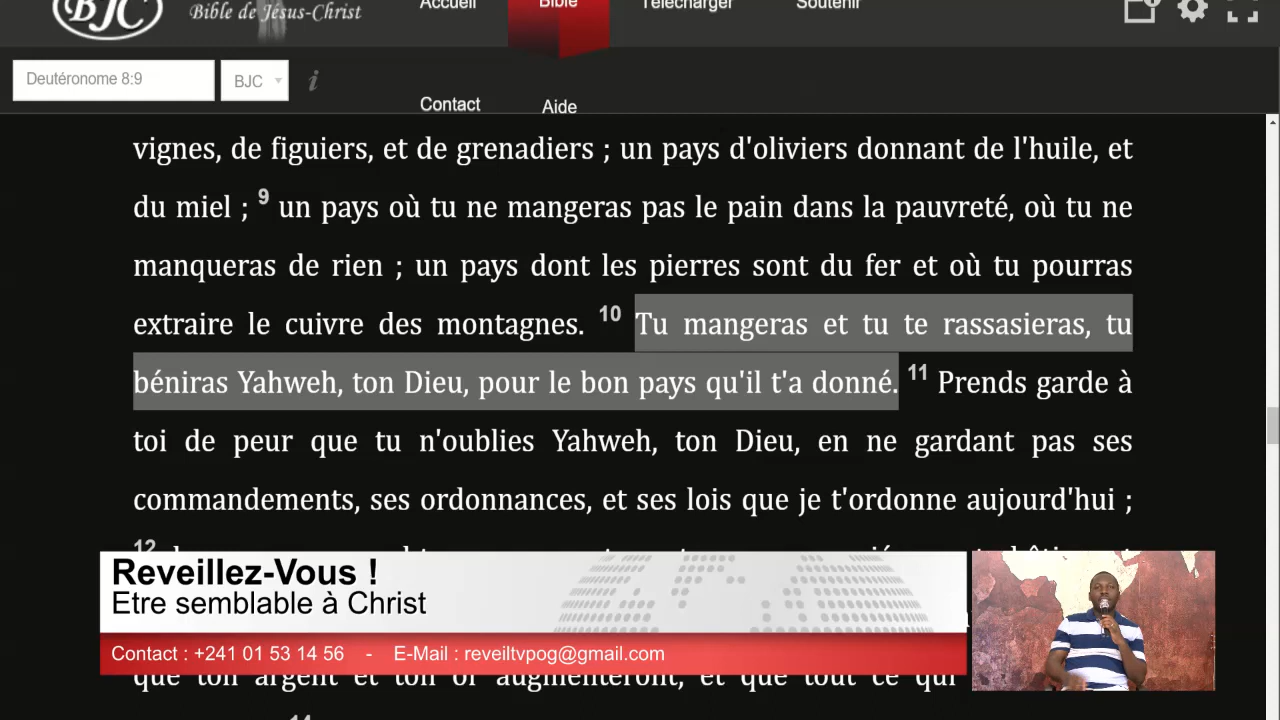 BJC
Bible de Jésus-Christ
Accueil
Bible
Télécharger
Soutenir
Deutéronome 8:9
BJC
i
Contact
Aide
vignes, de figuiers, et de grenadiers ; un pays d'oliviers donnant de l'huile, et
du miel ; 9 un pays où tu ne mangeras pas le pain dans la pauvreté, où tu ne
manqueras de rien ; un pays dont les pierres sont du fer et où tu pourras
extraire le cuivre des montagnes. 10 Tu mangeras et tu te rassasieras, tu
béniras Yahweh, ton Dieu, pour le bon pays qu'il t'a donné. 11 Prends garde à
toi de peur que tu n'oublies Yahweh, ton Dieu, en ne gardant pas ses
commandements, ses ordonnances, et ses lois que je t'ordonne aujourd'hui ;
12
Reveillez-Vous !
Etre semblable à Christ
Contact : +241 01 53 14 56 - E-Mail : reveiltvpog@gmail.com
que ton argent et ton or augmenteront, et que tout ce qui
14